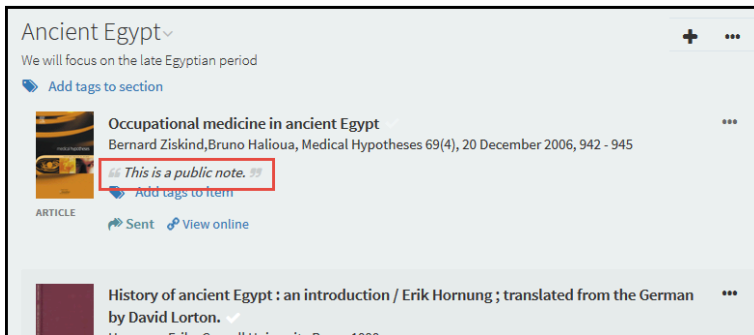 Ancient Egypt
We will focus on the late Egyptian period
Add tags to section
Occupational medicine in ancient Egypt
Bernard Ziskind,Bruno Halioua, Medical Hypotheses 69(4), 20 December 2006, 942 - 945
“ This is a public note. ”
Add tags to item
ARTICLE
Sent View online
History of ancient Egypt : an introduction / Erik Hornung ; translated from the German
by David Lorton.